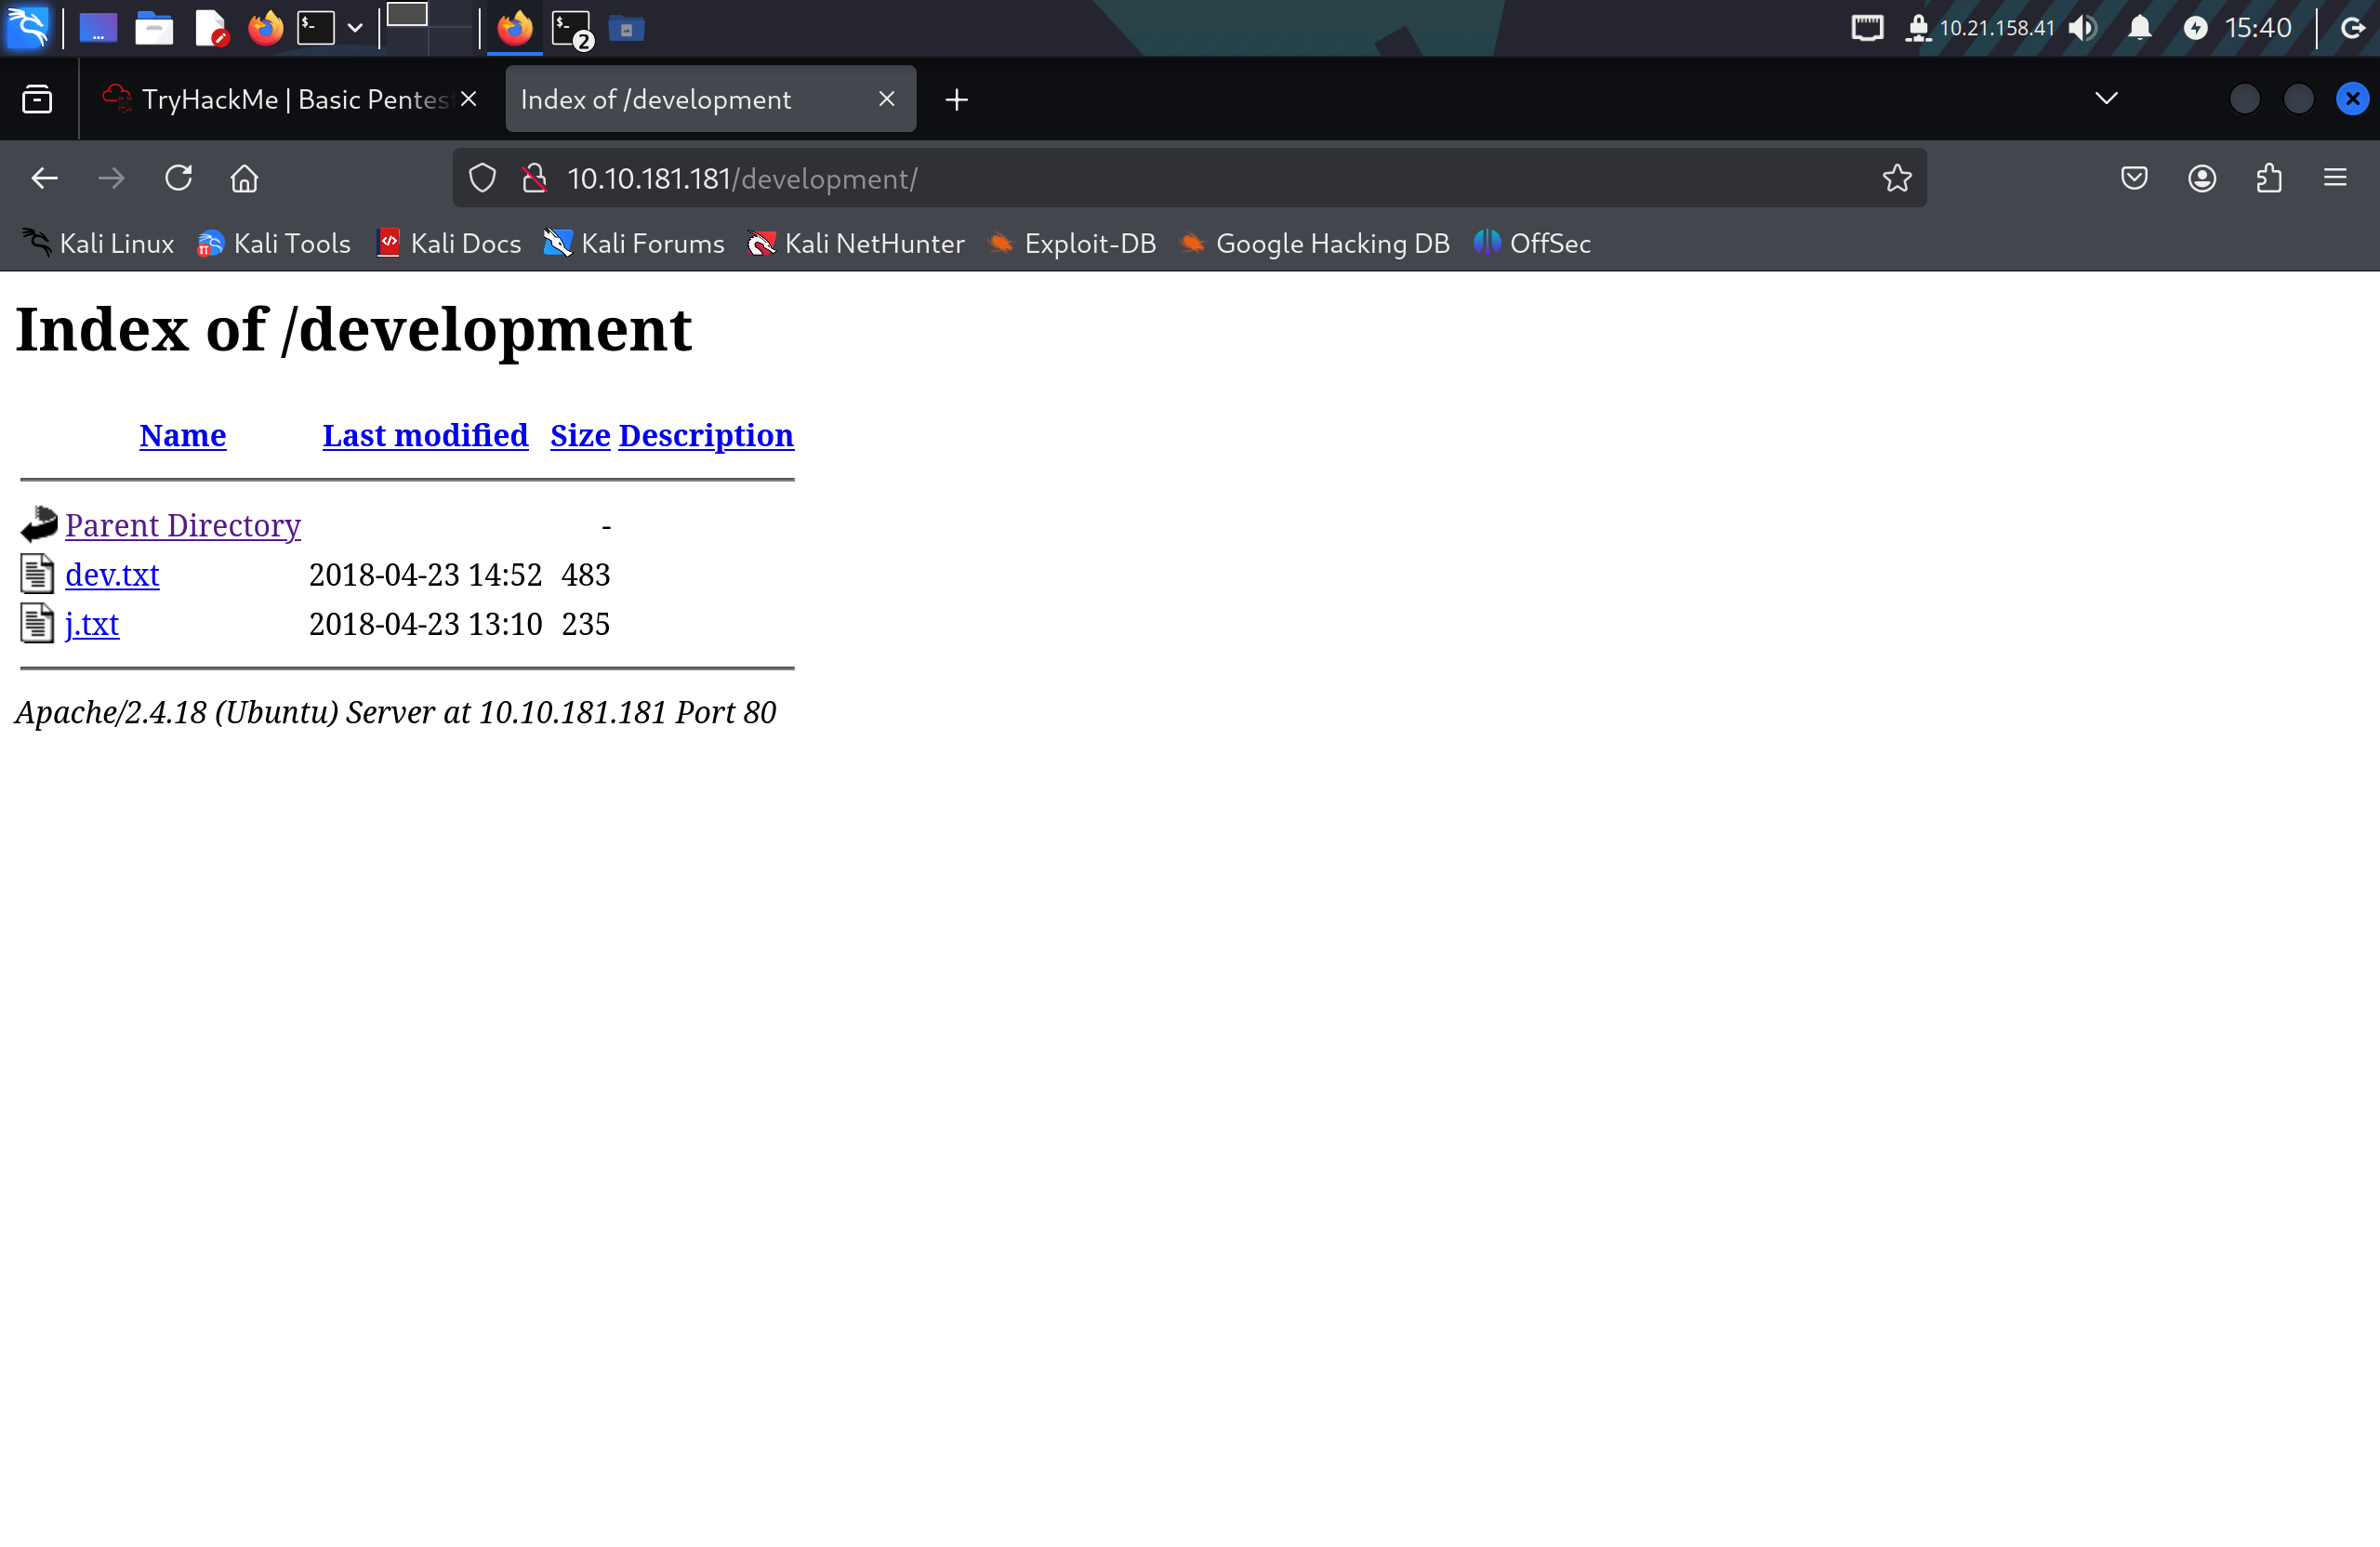 $- $- 2 10.21.158.41 15:40
TryHackMe | Basic Pentes Index of /development
10.10.181.181/development/
Kali Linux Kali Tools Kali Docs Kali Forums Kali NetHunter Exploit-DB Google Hacking DB OffSec
Index of /development
Name Last modified Size Description
Parent Directory -
dev.txt 2018-04-23 14:52 483
j.txt 2018-04-23 13:10 235
Apache/2.4.18 (Ubuntu) Server at 10.10.181.181 Port 80